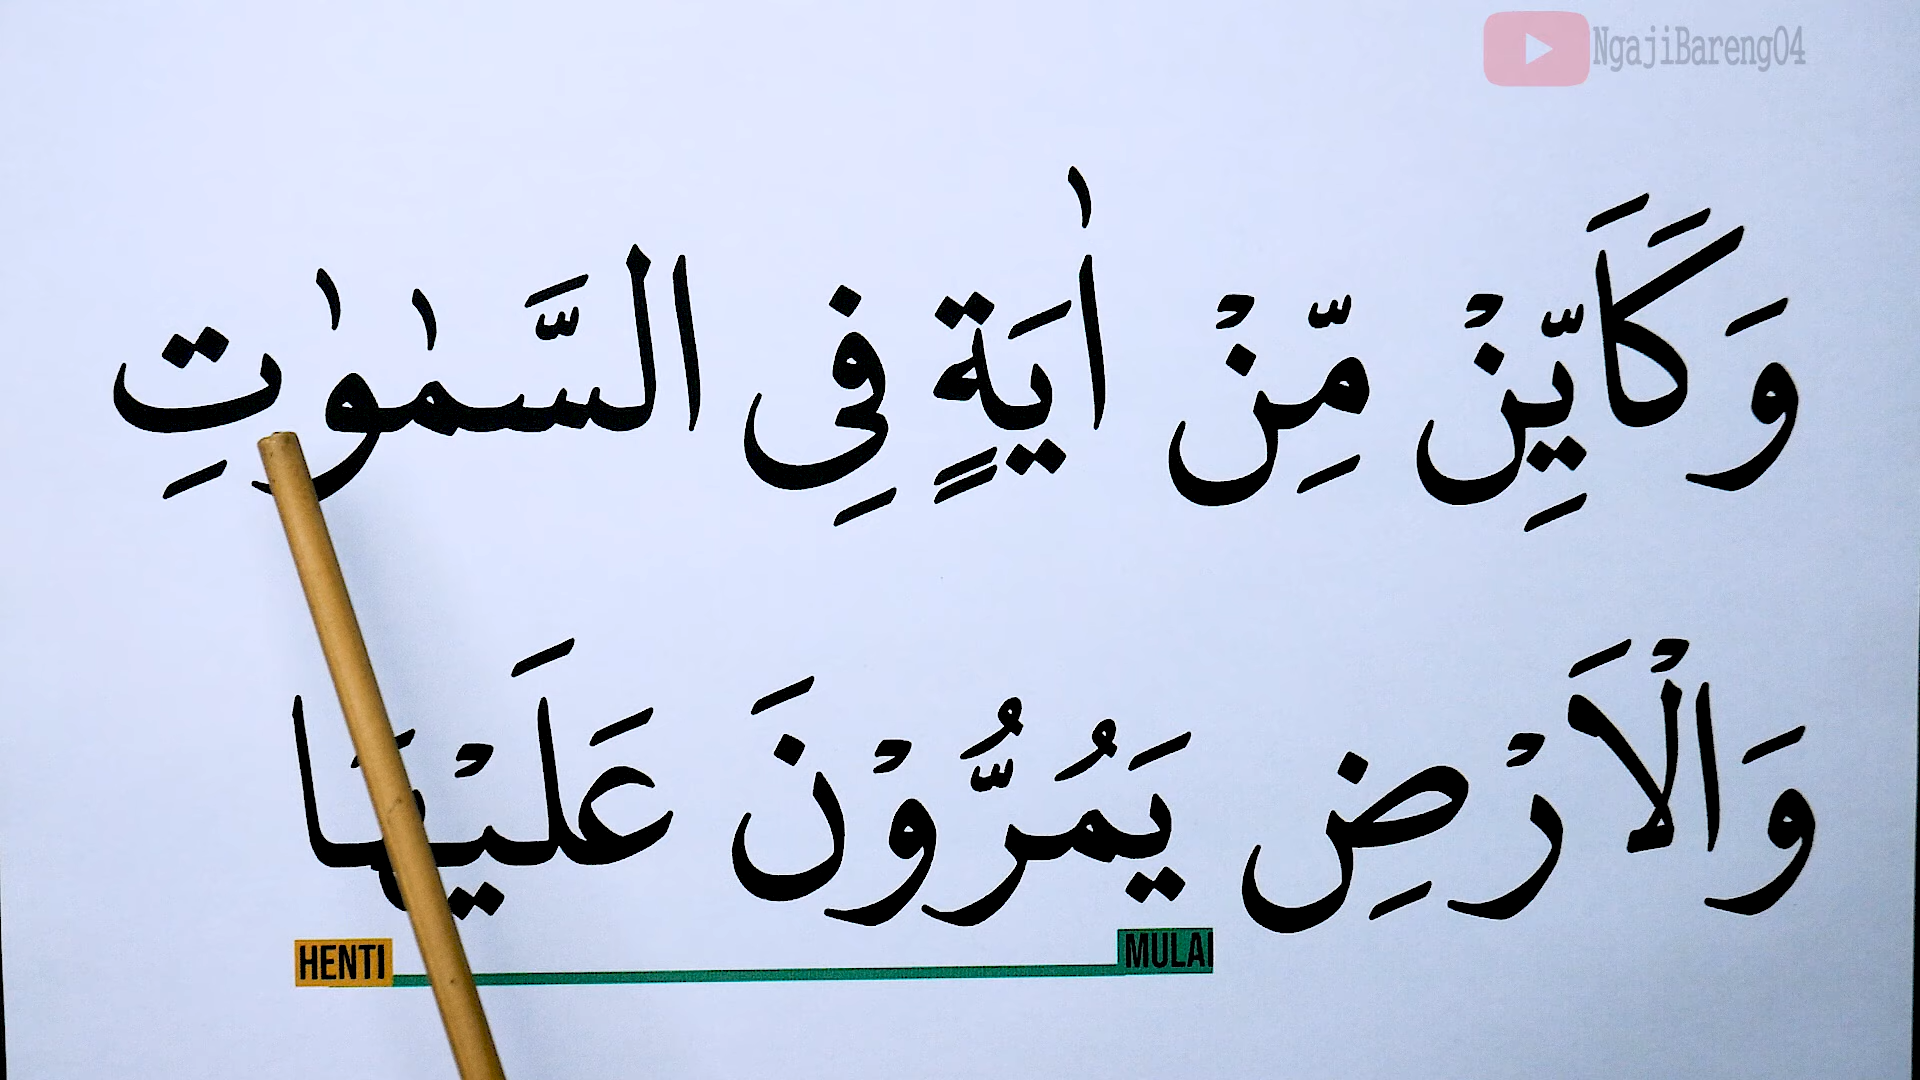 NgajiBareng04
وَكَاَيِّنْ مِّنْ اٰيَةٍ فِى السَّمٰوٰتِ
وَالْاَرْضِ يَمُرُّوْنَ عَلَيْهَا
MULAI
HENTI